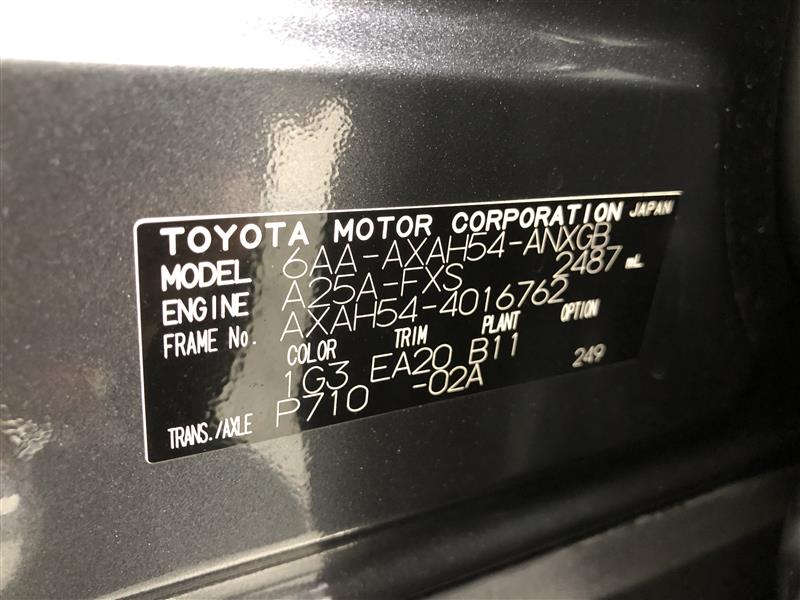 TOYOTA MOTOR CORPORATION JAPAN
MODEL 6AA-AXAH54-ANXGB
ENGINE A25A-FXS 2487 mL
FRAME No. AXAH54-4016762
COLOR TRIM PLANT OPTION
1G3 EA20 B11 249
TRANS./AXLE P710 -02A